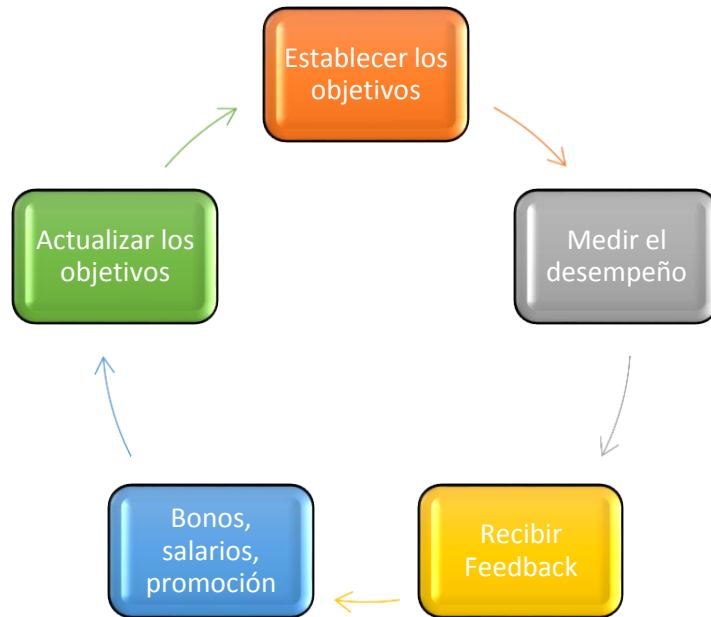 Establecer los
objetivos
Medir el
desempeño
Recibir
Feedback
Bonos,
salarios,
promoción
Actualizar los
objetivos